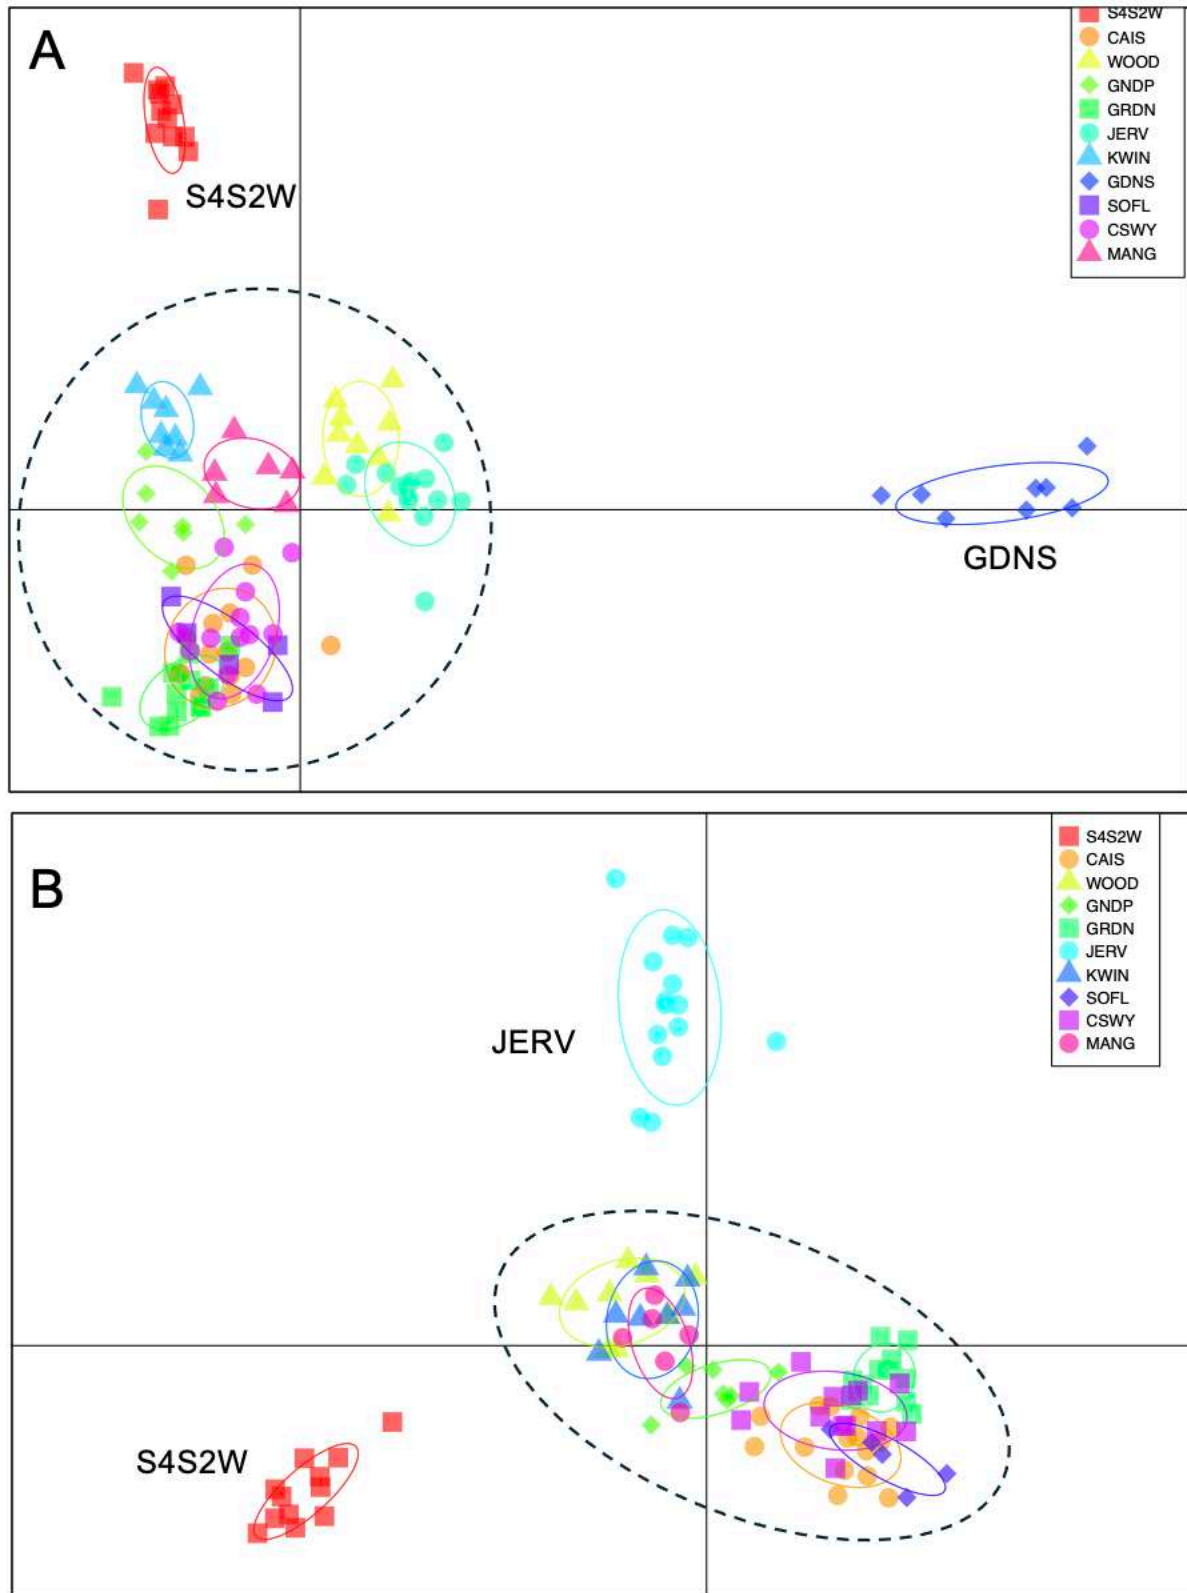 A
S4S2W
CAIS
WOOD
GNDP
GRDN
JERV
KWIN
GDNS
SOFL
CSWY
MANG
S4S2W
GDNS
B
S4S2W
CAIS
WOOD
GNDP
GRDN
JERV
KWIN
SOFL
CSWY
MANG
JERV
S4S2W